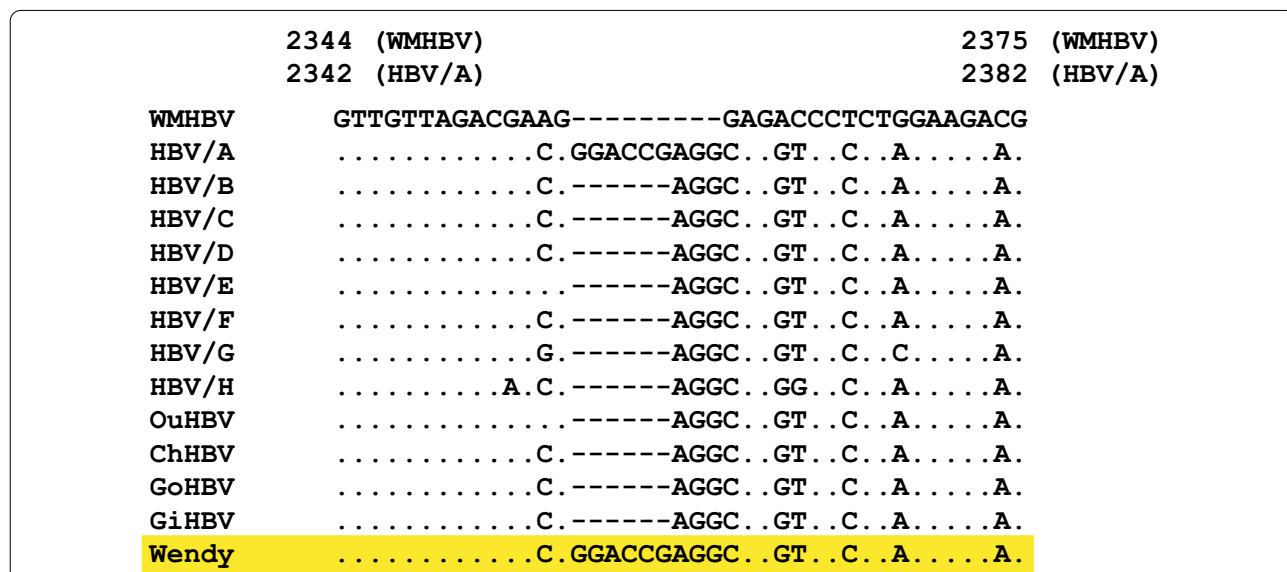 2344 (WMHBV) 2375 (WMHBV)
2342 (HBV/A) 2382 (HBV/A)
WMHBV GTTGTTAGACGAAG---------GAGACCCTCTGGAAGACG
HBV/A ............C.GGACCGAGGC..GT..C..A.....A.
HBV/B ............C.------AGGC..GT..C..A.....A.
HBV/C ............C.------AGGC..GT..C..A.....A.
HBV/D ............C.------AGGC..GT..C..A.....A.
HBV/E ..............------AGGC..GT..C..A.....A.
HBV/F ............C.------AGGC..GT..C..A.....A.
HBV/G ............G.------AGGC..GT..C..C.....A.
HBV/H ..........A.C.------AGGC..GG..C..A.....A.
OuHBV ..............------AGGC..GT..C..A.....A.
ChHBV ............C.------AGGC..GT..C..A.....A.
GoHBV ............C.------AGGC..GT..C..A.....A.
GiHBV ............C.------AGGC..GT..C..A.....A.
Wendy ............C.GGACCGAGGC..GT..C..A.....A.